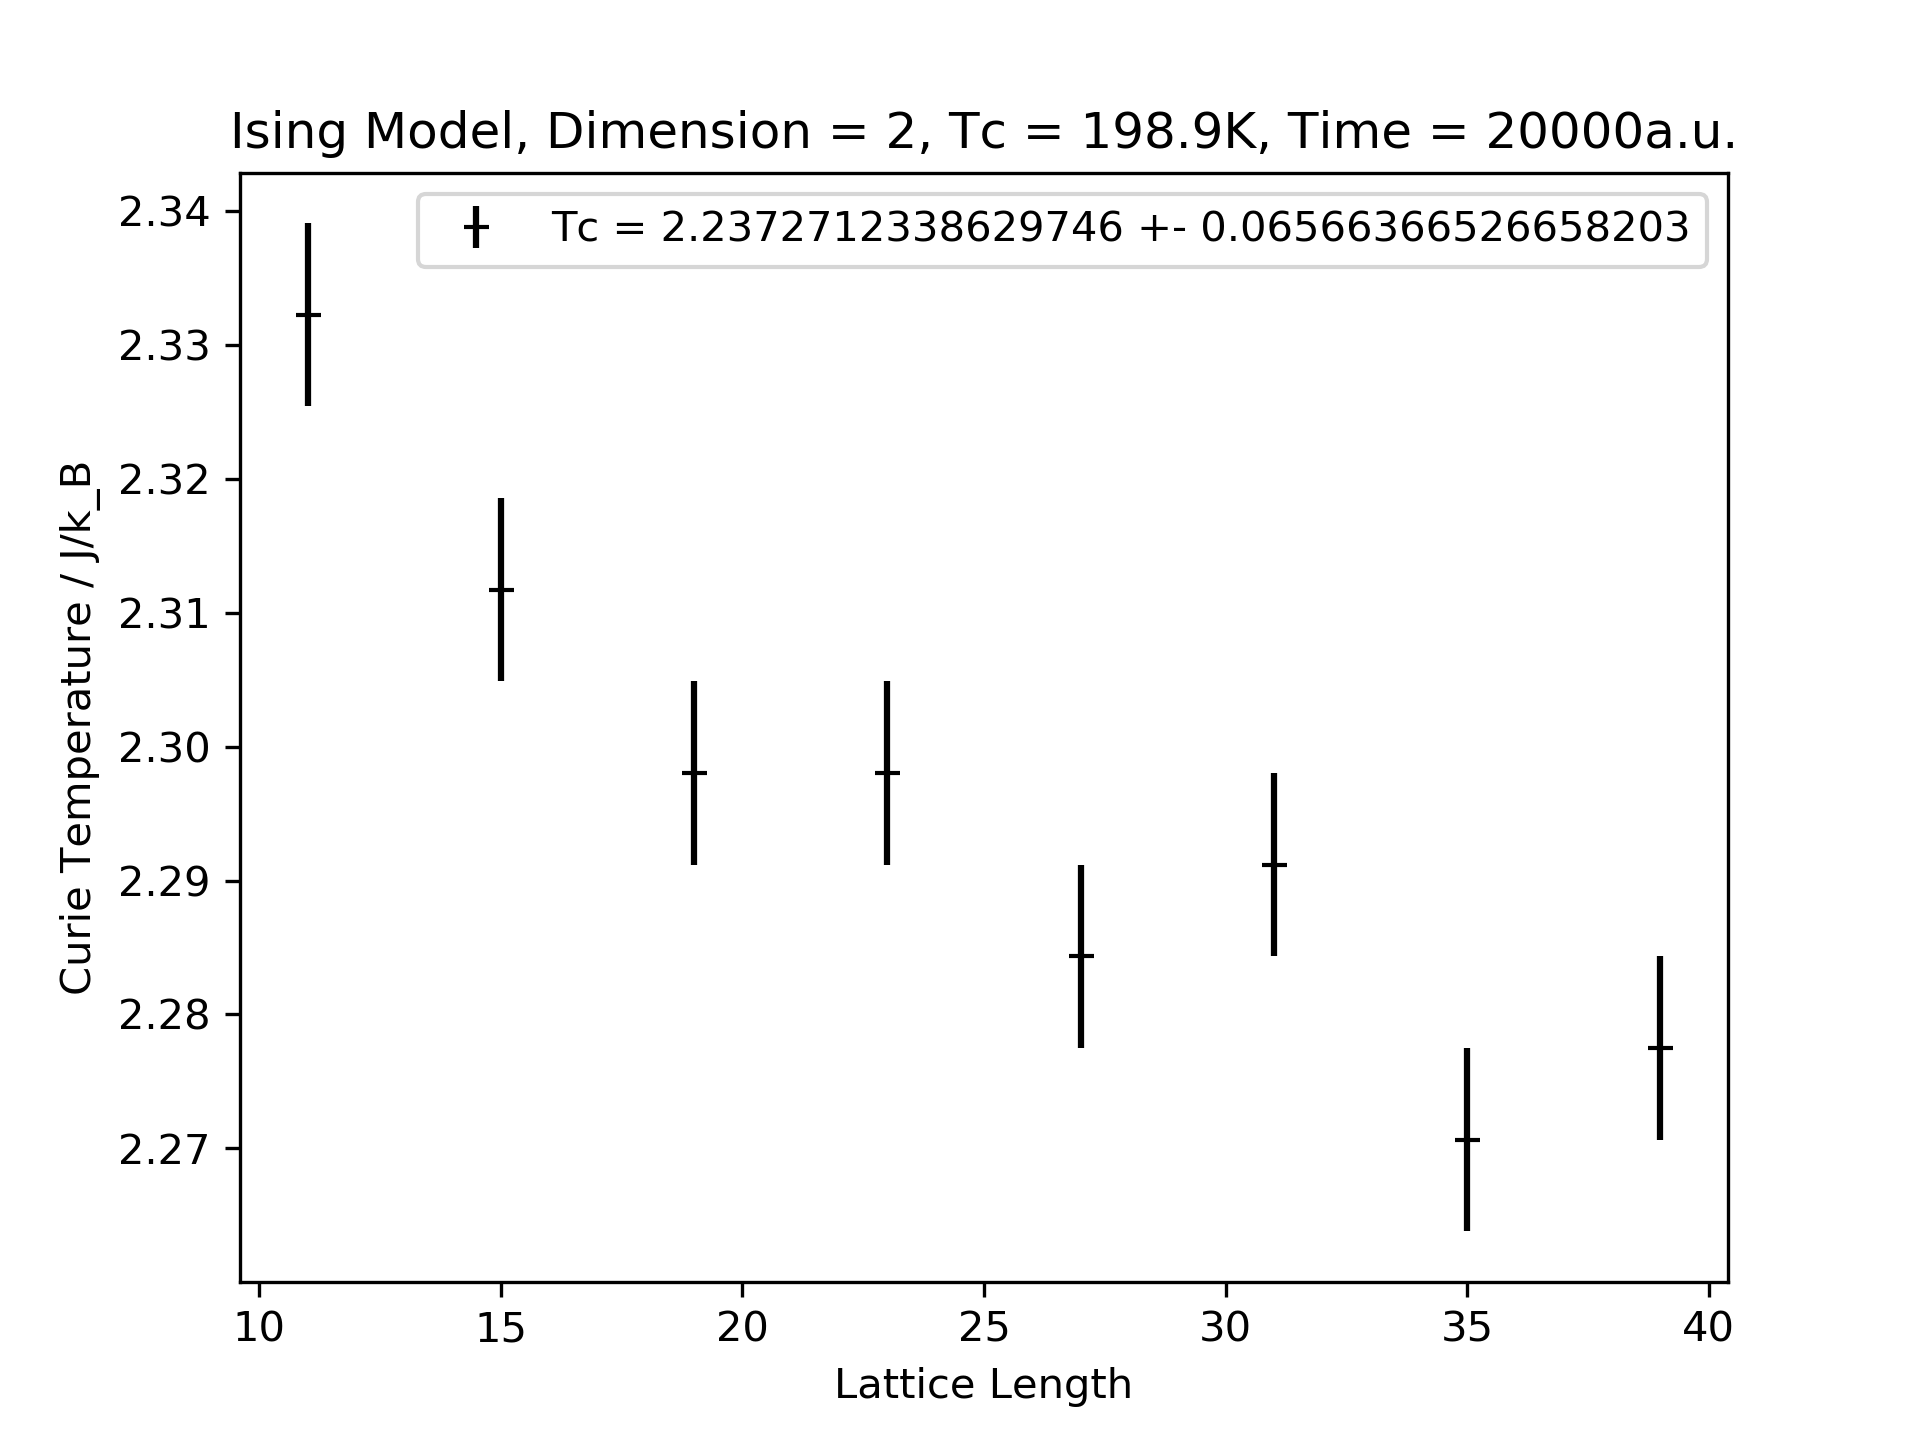 Ising Model, Dimension = 2, Tc = 198.9K, Time = 20000a.u.
Tc = 2.2372712338629746 +- 0.06566366526658203
Curie Temperature / J/k_B
2.34
2.33
2.32
2.31
2.30
2.29
2.28
2.27
10 15 20 25 30 35 40
Lattice Length